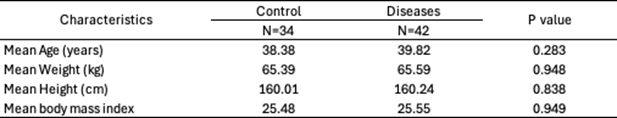 Characteristics Control Diseases P value
N=34 N=42
Mean Age (years) 38.38 39.82 0.283
Mean Weight (kg) 65.39 65.59 0.948
Mean Height (cm) 160.01 160.24 0.838
Mean body mass index 25.48 25.55 0.949